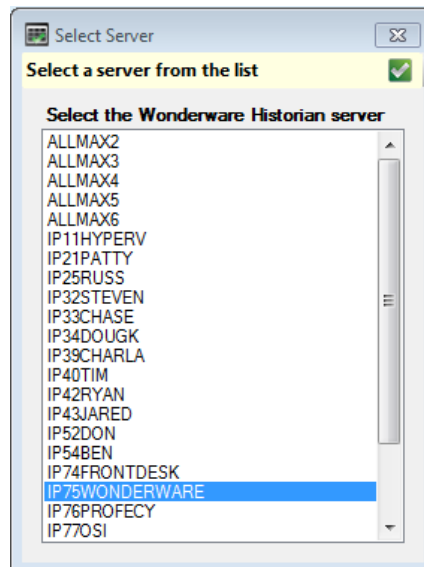 Select Server
Select a server from the list
Select the Wonderware Historian server
ALLMAX2
ALLMAX3
ALLMAX4
ALLMAX5
ALLMAX6
IP11HYPERV
IP21PATTY
IP25RUSS
IP32STEVEN
IP33CHASE
IP34DOUGK
IP39CHARLA
IP40TIM
IP42RYAN
IP43JARED
IP52DON
IP54BEN
IP74FRONTDESK
IP75WONDERWARE
IP76PROFECY
IP77OSI